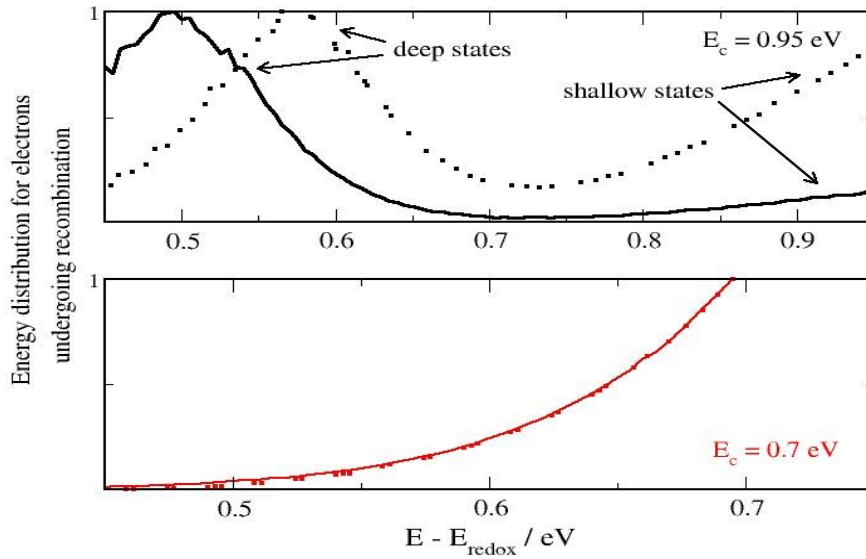 1
E_c = 0.95 eV
deep states
shallow states
0.5 0.6 0.7 0.8 0.9
Energy distribution for electrons
undergoing recombination
1
E_c = 0.7 eV
0.5 0.6 0.7
E - E_redox / eV